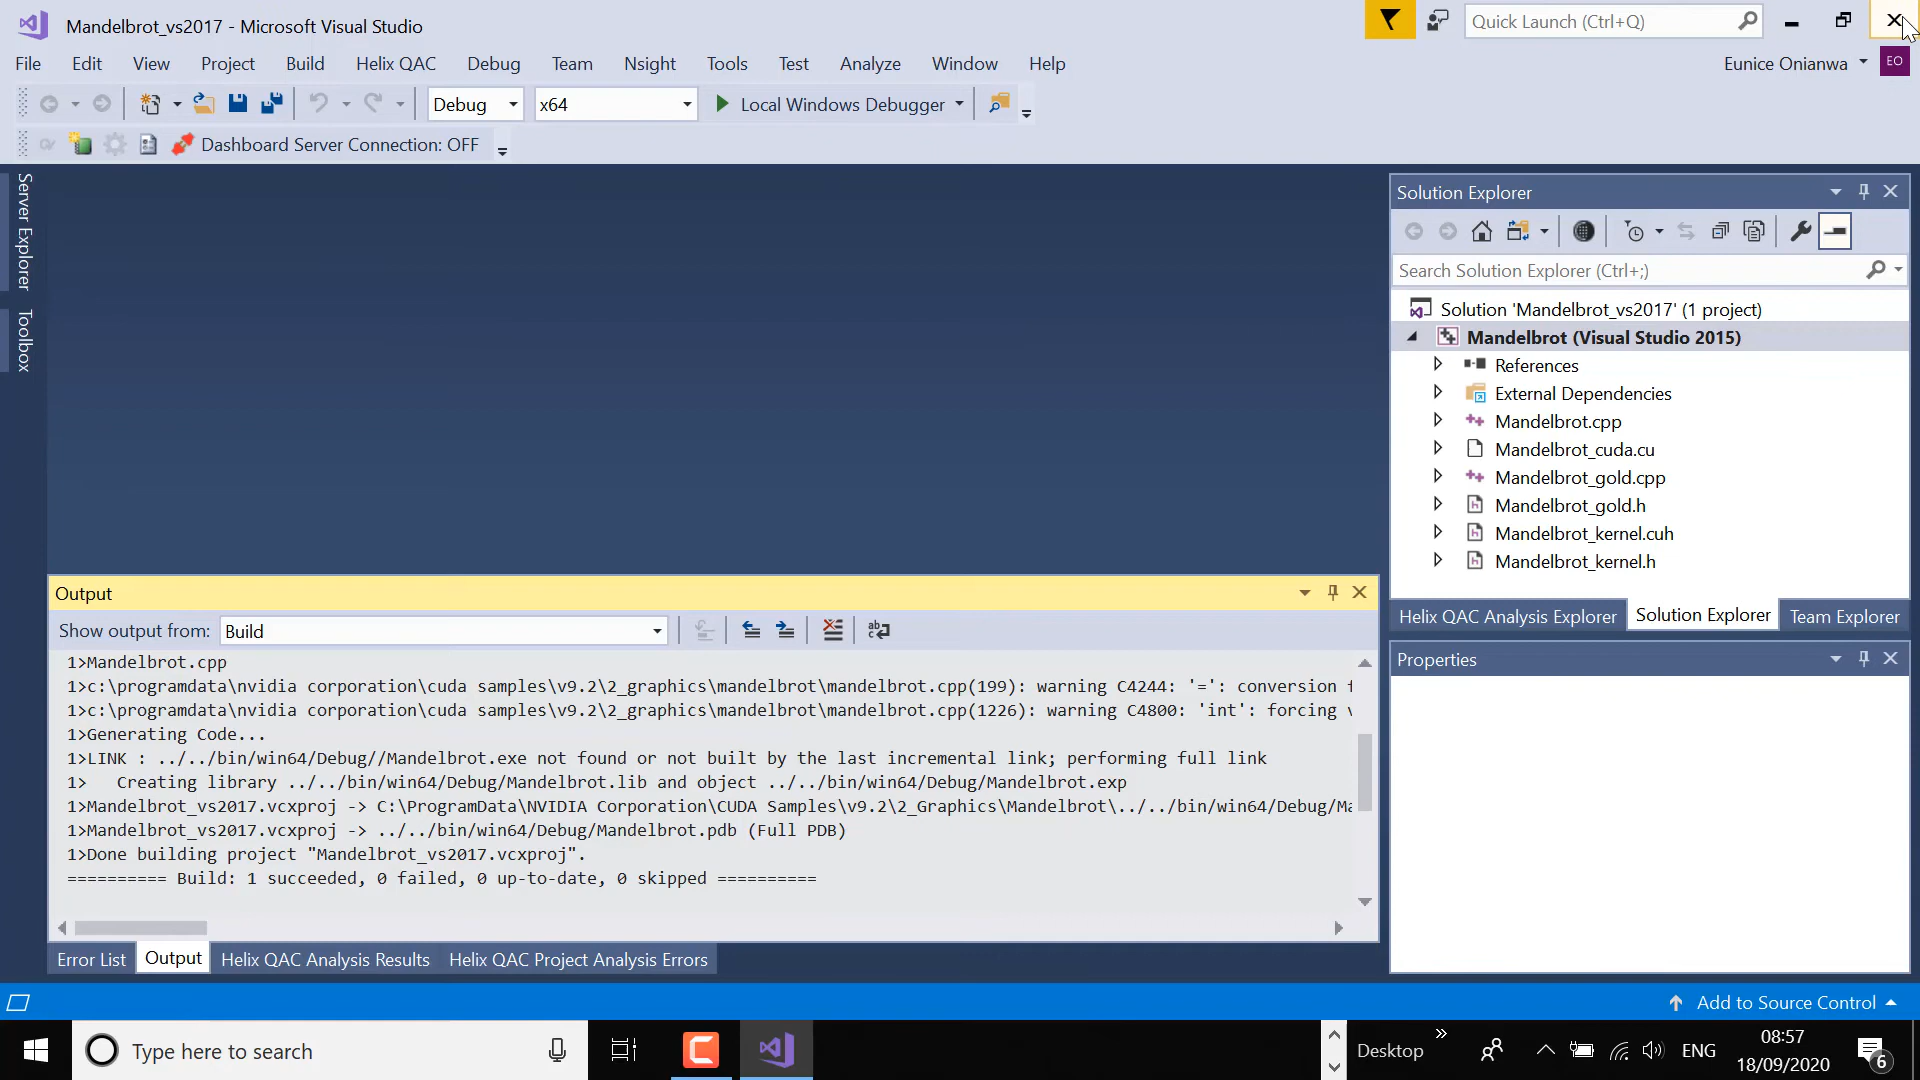 Mandelbrot_vs2017 - Microsoft Visual Studio
Quick Launch (Ctrl+Q)
File Edit View Project Build Helix QAC Debug Team Nsight Tools Test Analyze Window Help
Eunice Onianwa EO
Debug x64 Local Windows Debugger
Dashboard Server Connection: OFF
Server Explorer
Toolbox
Solution Explorer
Search Solution Explorer (Ctrl+;)
Solution 'Mandelbrot_vs2017' (1 project)
Mandelbrot (Visual Studio 2015)
References
External Dependencies
Mandelbrot.cpp
Mandelbrot_cuda.cu
Mandelbrot_gold.cpp
Mandelbrot_gold.h
Mandelbrot_kernel.cuh
Mandelbrot_kernel.h
Helix QAC Analysis Explorer Solution Explorer Team Explorer
Properties
Output
Show output from: Build
1>Mandelbrot.cpp
1>c:\programdata\nvidia corporation\cuda samples\v9.2\2_graphics\mandelbrot\mandelbrot.cpp(199): warning C4244: '=': conversion f
1>c:\programdata\nvidia corporation\cuda samples\v9.2\2_graphics\mandelbrot\mandelbrot.cpp(1226): warning C4800: 'int': forcing v
1>Generating Code...
1>LINK : ../../bin/win64/Debug//Mandelbrot.exe not found or not built by the last incremental link; performing full link
1>   Creating library ../../bin/win64/Debug/Mandelbrot.lib and object ../../bin/win64/Debug/Mandelbrot.exp
1>Mandelbrot_vs2017.vcxproj -> C:\ProgramData\NVIDIA Corporation\CUDA Samples\v9.2\2_Graphics\Mandelbrot\../../bin/win64/Debug/Ma
1>Mandelbrot_vs2017.vcxproj -> ../../bin/win64/Debug/Mandelbrot.pdb (Full PDB)
1>Done building project "Mandelbrot_vs2017.vcxproj".
========== Build: 1 succeeded, 0 failed, 0 up-to-date, 0 skipped ==========
Error List Output Helix QAC Analysis Results Helix QAC Project Analysis Errors
Add to Source Control
Type here to search
Desktop
ENG
08:57
18/09/2020
6